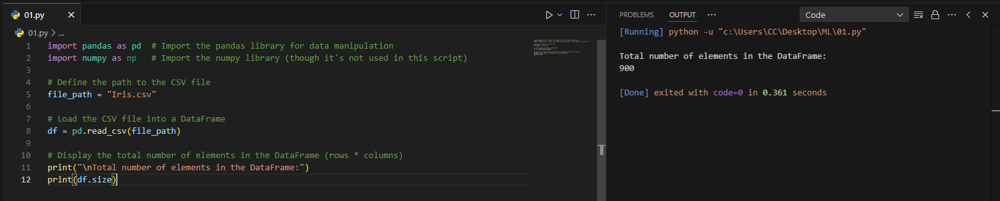 01.py
01.py > ...
1 import pandas as pd  # Import the pandas library for data manipulation
2 import numpy as np   # Import the numpy library (though it's not used in this script)
3
4 # Define the path to the CSV file
5 file_path = "Iris.csv"
6
7 # Load the CSV file into a DataFrame
8 df = pd.read_csv(file_path)
9
10 # Display the total number of elements in the DataFrame (rows * columns)
11 print("\nTotal number of elements in the DataFrame:")
12 print(df.size)
PROBLEMS OUTPUT ... Code
[Running] python -u "c:\Users\CC\Desktop\ML\01.py"
Total number of elements in the DataFrame:
900
[Done] exited with code=0 in 0.361 seconds